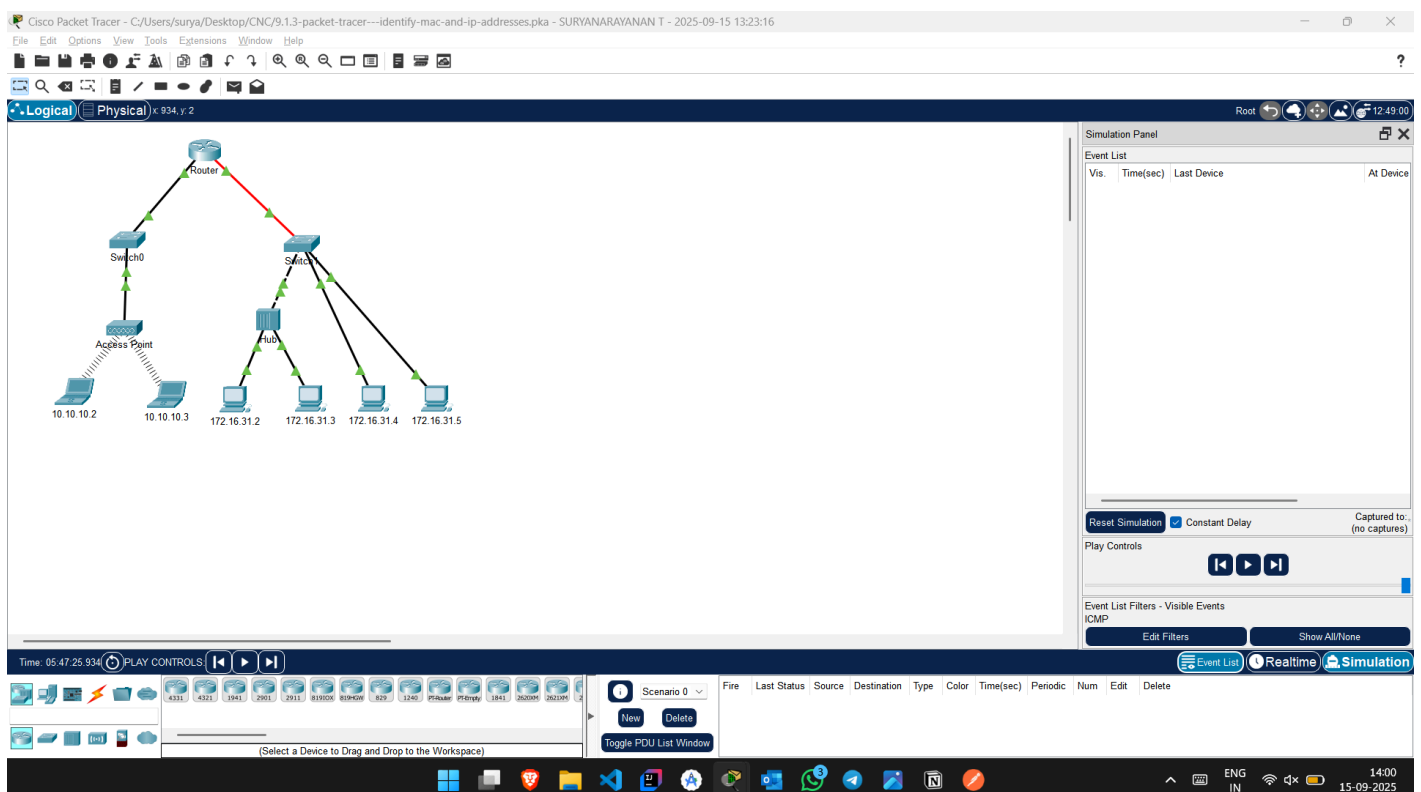 Cisco Packet Tracer - C:/Users/surya/Desktop/CNC/9.1.3-packet-tracer---identify-mac-and-ip-addresses.pka - SURYANARAYANAN T - 2025-09-15 13:23:16
File Edit Options View Tools Extensions Window Help
?
Logical Physical x: 934, y: 2 Root 12:49:00
Simulation Panel
Event List
Vis. Time(sec) Last Device At Device
Router
Switch0
Switch1
Hub
Access Point
10.10.10.2
10.10.10.3
172.16.31.2
172.16.31.3
172.16.31.4
172.16.31.5
Reset Simulation Constant Delay Captured to:
(no captures)
Play Controls
Event List Filters - Visible Events
ICMP
Edit Filters Show All/None
Time: 05:47:25.934 PLAY CONTROLS: Event List Realtime Simulation
4331 4321 1941 2901 2911 819IOX 819HGW 829 1240 PT-Router PT-Empty 1841 2620XM 2621XM 2
Scenario 0
New Delete
Toggle PDU List Window
Fire Last Status Source Destination Type Color Time(sec) Periodic Num Edit Delete
(Select a Device to Drag and Drop to the Workspace)
3
ENG
IN
14:00
15-09-2025